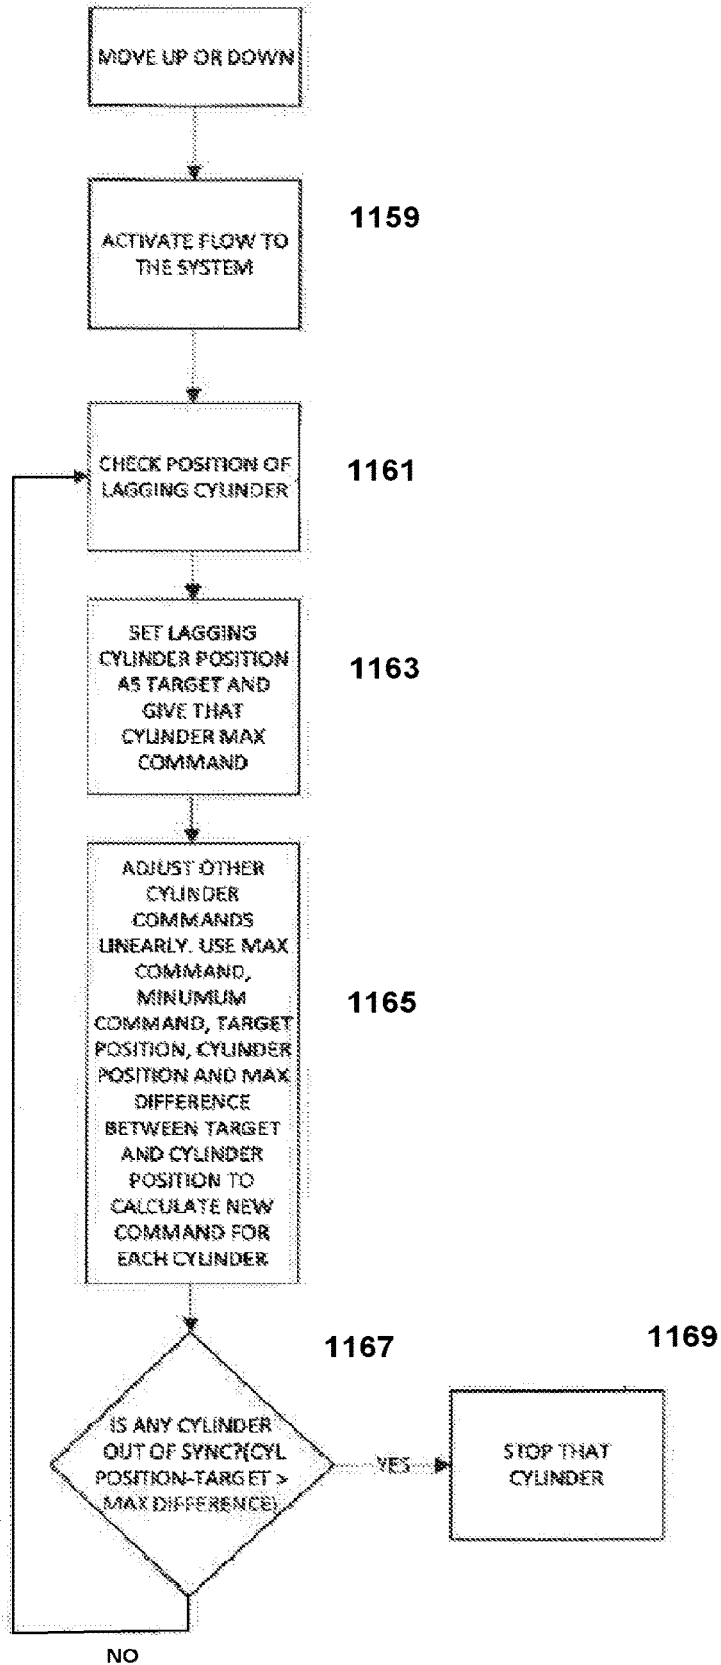 MOVE UP OR DOWN
1159
ACTIVATE FLOW TO
THE SYSTEM
1161
CHECK POSITION OF
LAGGING CYLINDER
1163
SET LAGGING
CYLINDER POSITION
AS TARGET AND
GIVE THAT
CYLINDER MAX
COMMAND
1165
ADJUST OTHER
CYLINDER
COMMANDS
LINEARLY. USE MAX
COMMAND,
MINUMUM
COMMAND, TARGET
POSITION, CYLINDER
POSITION AND MAX
DIFFERENCE
BETWEEN TARGET
AND CYLINDER
POSITION TO
CALCULATE NEW
COMMAND FOR
EACH CYLINDER
1167
IS ANY CYLINDER
OUT OF SYNC?(CYL
POSITION-TARGET >
MAX DIFFERENCE)
YES
1169
STOP THAT
CYLINDER
NO